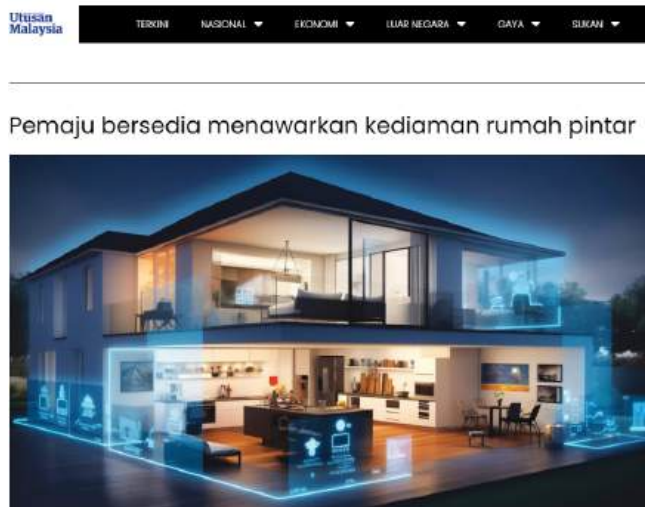 Utusan
Malaysia
TERKINI NASIONAL EKONOMI LUAR NEGARA GAYA SUKAN
Pemaju bersedia menawarkan kediaman rumah pintar